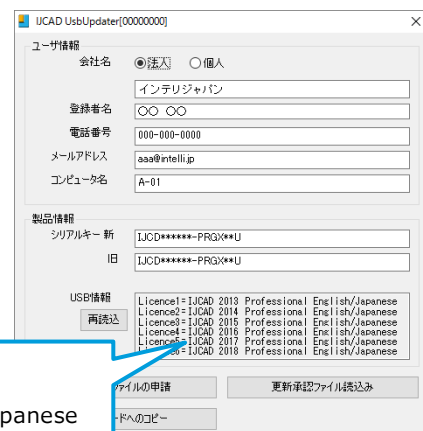 IJCAD UsbUpdater[00000000]
ユーザ情報
会社名 法人 個人
インテリジャパン
登録者名 〇〇 〇〇
電話番号 000-000-0000
メールアドレス aaa@intelli.jp
コンピュータ名 A-01
製品情報
シリアルキー 新 IJCD******-PRGX**U
旧 IJCD******-PRGX**U
USB情報
再読込
Licence1=IJCAD 2013 Professional English/Japanese
Licence2=IJCAD 2014 Professional English/Japanese
Licence3=IJCAD 2015 Professional English/Japanese
Licence4=IJCAD 2016 Professional English/Japanese
Licence5=IJCAD 2017 Professional English/Japanese
Licence6=IJCAD 2018 Professional English/Japanese
ファイルの申請 更新承認ファイル読込み
panese
ードへのコピー